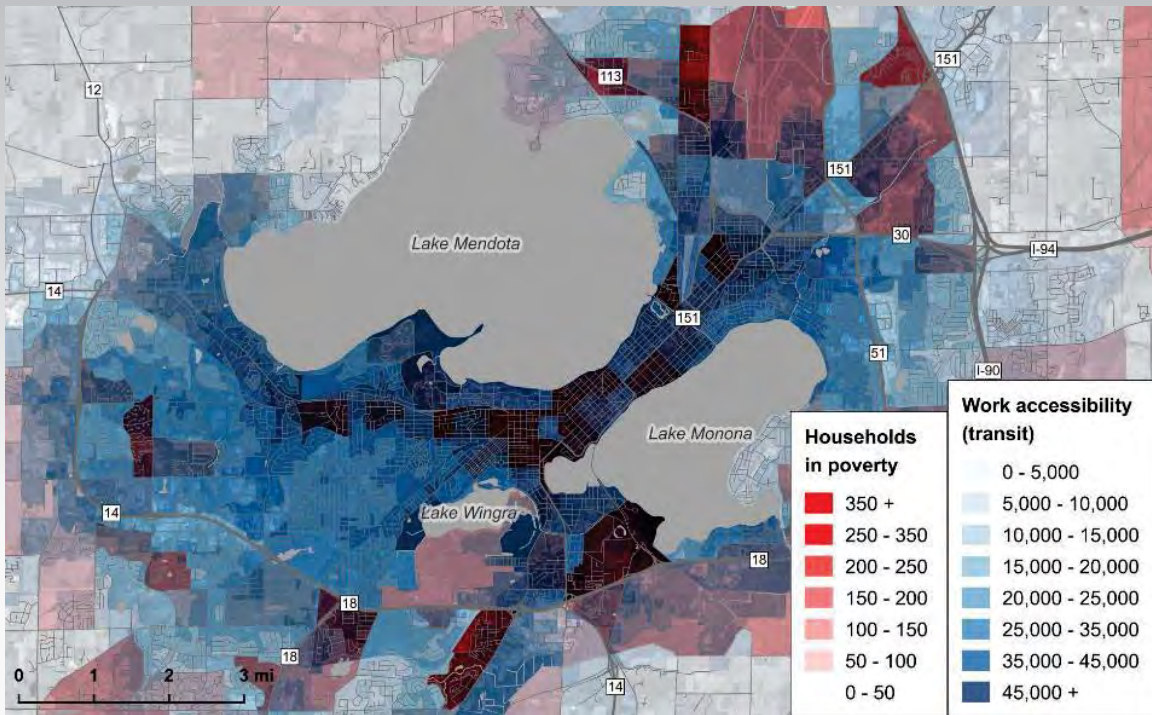 151
113
12
151
151
30
I-94
Lake Mendota
14
151
51
I-90
Lake Monona
Lake Wingra
14
18
18
18
14
0 1 2 3 mi
Households
in poverty
350 +
250 - 350
200 - 250
150 - 200
100 - 150
50 - 100
0 - 50
Work accessibility
(transit)
0 - 5,000
5,000 - 10,000
10,000 - 15,000
15,000 - 20,000
20,000 - 25,000
25,000 - 35,000
35,000 - 45,000
45,000 +